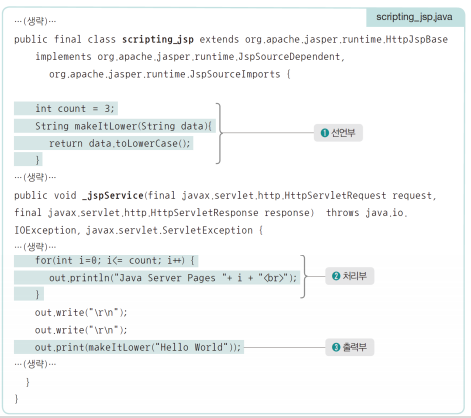 scripting_jsp.java
…(생략)…
public final class scripting_jsp extends org.apache.jasper.runtime.HttpJspBase
implements org.apache.jasper.runtime.JspSourceDependent,
org.apache.jasper.runtime.JspSourceImports {
int count = 3;
String makeItLower(String data){
return data.toLowerCase();
}
❶ 선언부
…(생략)…
public void _jspService(final javax.servlet.http.HttpServletRequest request,
final javax.servlet.http.HttpServletResponse response) throws java.io.
IOException, javax.servlet.ServletException {
…(생략)…
for(int i=0; i<= count; i++) {
out.println("Java Server Pages "+ i + "<br>");
}
❷ 처리부
out.write("\r\n");
out.write("\r\n");
out.print(makeItLower("Hello World"));
❸ 출력부
…(생략)…
}
}